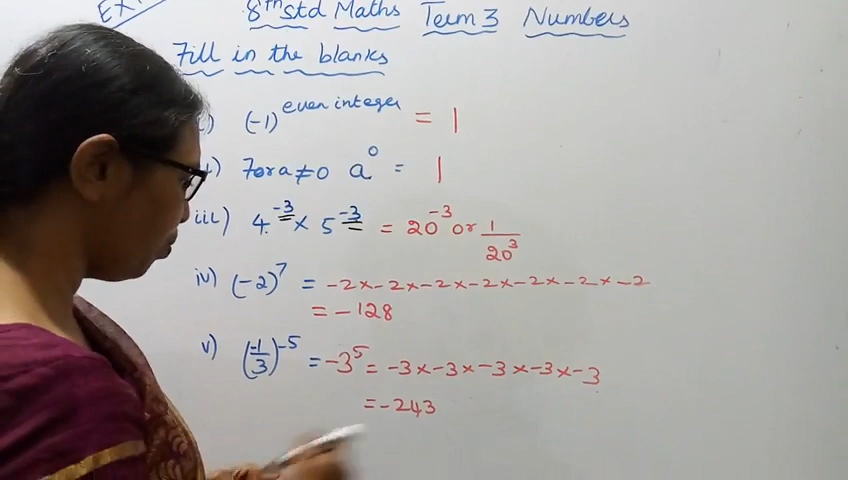 8th Std Maths Term 3 Numbers
Fill in the blanks
(-1)^even integer = 1
For a ≠ 0 a^0 = 1
iii) 4^-3 × 5^-3 = 20^-3 or 1/20^3
iv) (-2)^7 = -2×-2×-2×-2×-2×-2×-2
= -128
v) (-1/3)^-5 = -3^5 = -3×-3×-3×-3×-3
= -243